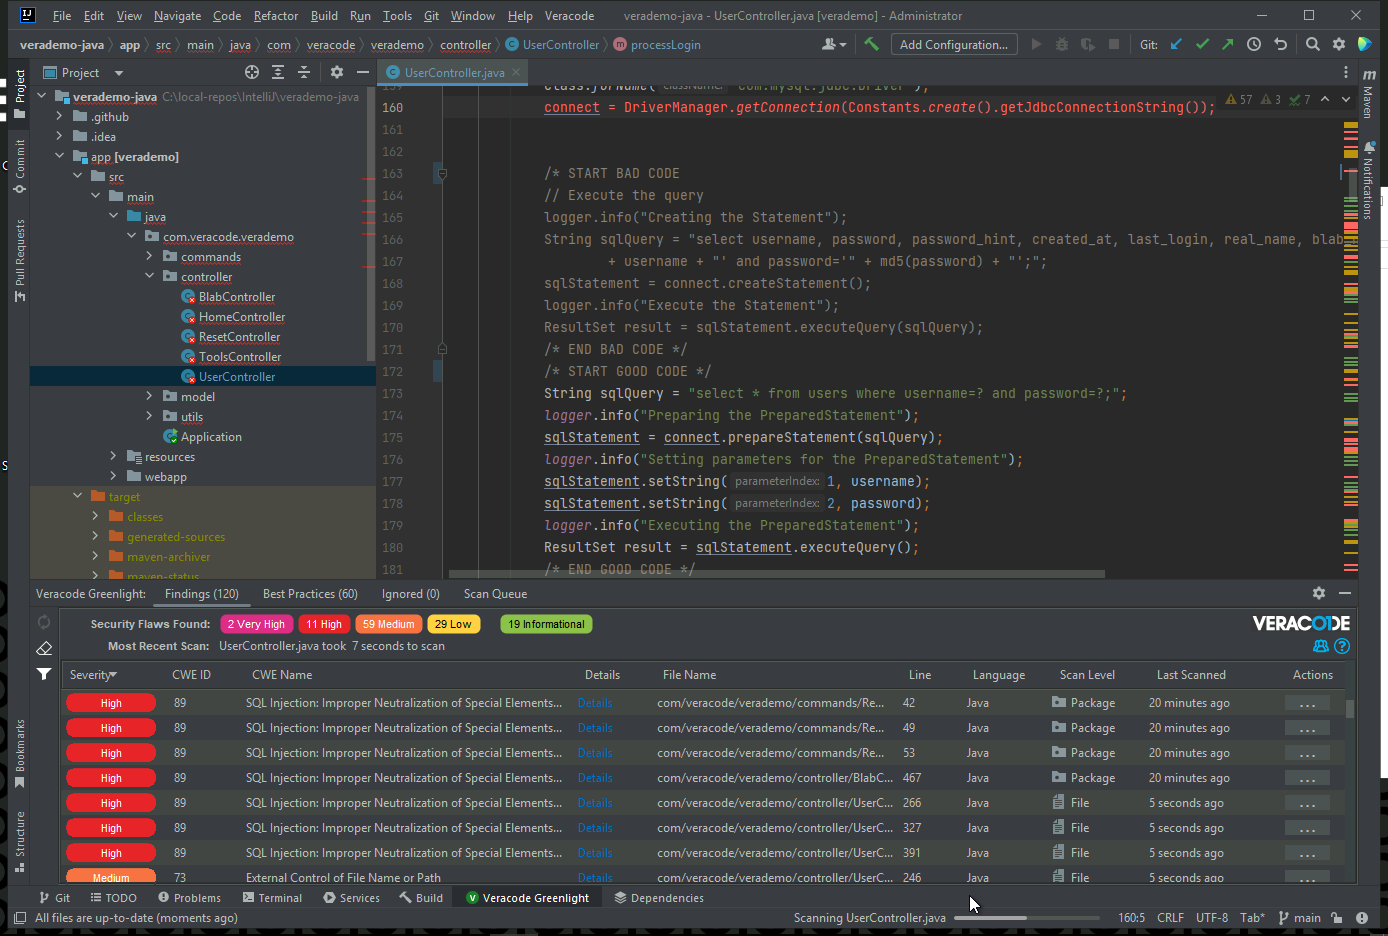 File Edit View Navigate Code Refactor Build Run Tools Git Window Help Veracode verademo-java - UserController.java [verademo] - Administrator
verademo-java app src main java com veracode verademo controller UserController processLogin Add Configuration... Git:
Project
UserController.java
verademo-java C:\local-repos\IntelliJ\verademo-java
.github
.idea
app [verademo]
src
main
java
com.veracode.verademo
commands
controller
BlabController
HomeController
ResetController
ToolsController
UserController
model
utils
Application
resources
webapp
target
classes
generated-sources
maven-archiver
maven-status
Project
Commit
Pull Requests
Bookmarks
Structure
57 3 7
160 connect = DriverManager.getConnection(Constants.create().getJdbcConnectionString());
161
162
163 /* START BAD CODE
164 // Execute the query
165 logger.info("Creating the Statement");
166 String sqlQuery = "select username, password, password_hint, created_at, last_login, real_name, blab
167 + username + "' and password='" + md5(password) + "';";
168 sqlStatement = connect.createStatement();
169 logger.info("Execute the Statement");
170 ResultSet result = sqlStatement.executeQuery(sqlQuery);
171 /* END BAD CODE */
172 /* START GOOD CODE */
173 String sqlQuery = "select * from users where username=? and password=?;";
174 logger.info("Preparing the PreparedStatement");
175 sqlStatement = connect.prepareStatement(sqlQuery);
176 logger.info("Setting parameters for the PreparedStatement");
177 sqlStatement.setString( parameterIndex: 1, username);
178 sqlStatement.setString( parameterIndex: 2, password);
179 logger.info("Executing the PreparedStatement");
180 ResultSet result = sqlStatement.executeQuery();
181 /* END GOOD CODE */
m
Maven
Notifications
Veracode Greenlight: Findings (120) Best Practices (60) Ignored (0) Scan Queue
Security Flaws Found: 2 Very High 11 High 59 Medium 29 Low 19 Informational
VERACODE
Most Recent Scan: UserController.java took 7 seconds to scan
Severity CWE ID CWE Name Details File Name Line Language Scan Level Last Scanned Actions
High 89 SQL Injection: Improper Neutralization of Special Elements... Details com/veracode/verademo/commands/Re... 42 Java Package 20 minutes ago ...
High 89 SQL Injection: Improper Neutralization of Special Elements... Details com/veracode/verademo/commands/Re... 49 Java Package 20 minutes ago ...
High 89 SQL Injection: Improper Neutralization of Special Elements... Details com/veracode/verademo/commands/Re... 53 Java Package 20 minutes ago ...
High 89 SQL Injection: Improper Neutralization of Special Elements... Details com/veracode/verademo/controller/BlabC... 467 Java Package 20 minutes ago ...
High 89 SQL Injection: Improper Neutralization of Special Elements... Details com/veracode/verademo/controller/UserC... 266 Java File 5 seconds ago ...
High 89 SQL Injection: Improper Neutralization of Special Elements... Details com/veracode/verademo/controller/UserC... 327 Java File 5 seconds ago ...
High 89 SQL Injection: Improper Neutralization of Special Elements... Details com/veracode/verademo/controller/UserC... 391 Java File 5 seconds ago ...
Medium 73 External Control of File Name or Path Details com/veracode/verademo/controller/UserC... 246 Java File 5 seconds ago ...
Git TODO Problems Terminal Services Build Veracode Greenlight Dependencies
All files are up-to-date (moments ago) Scanning UserController.java 160:5 CRLF UTF-8 Tab* main